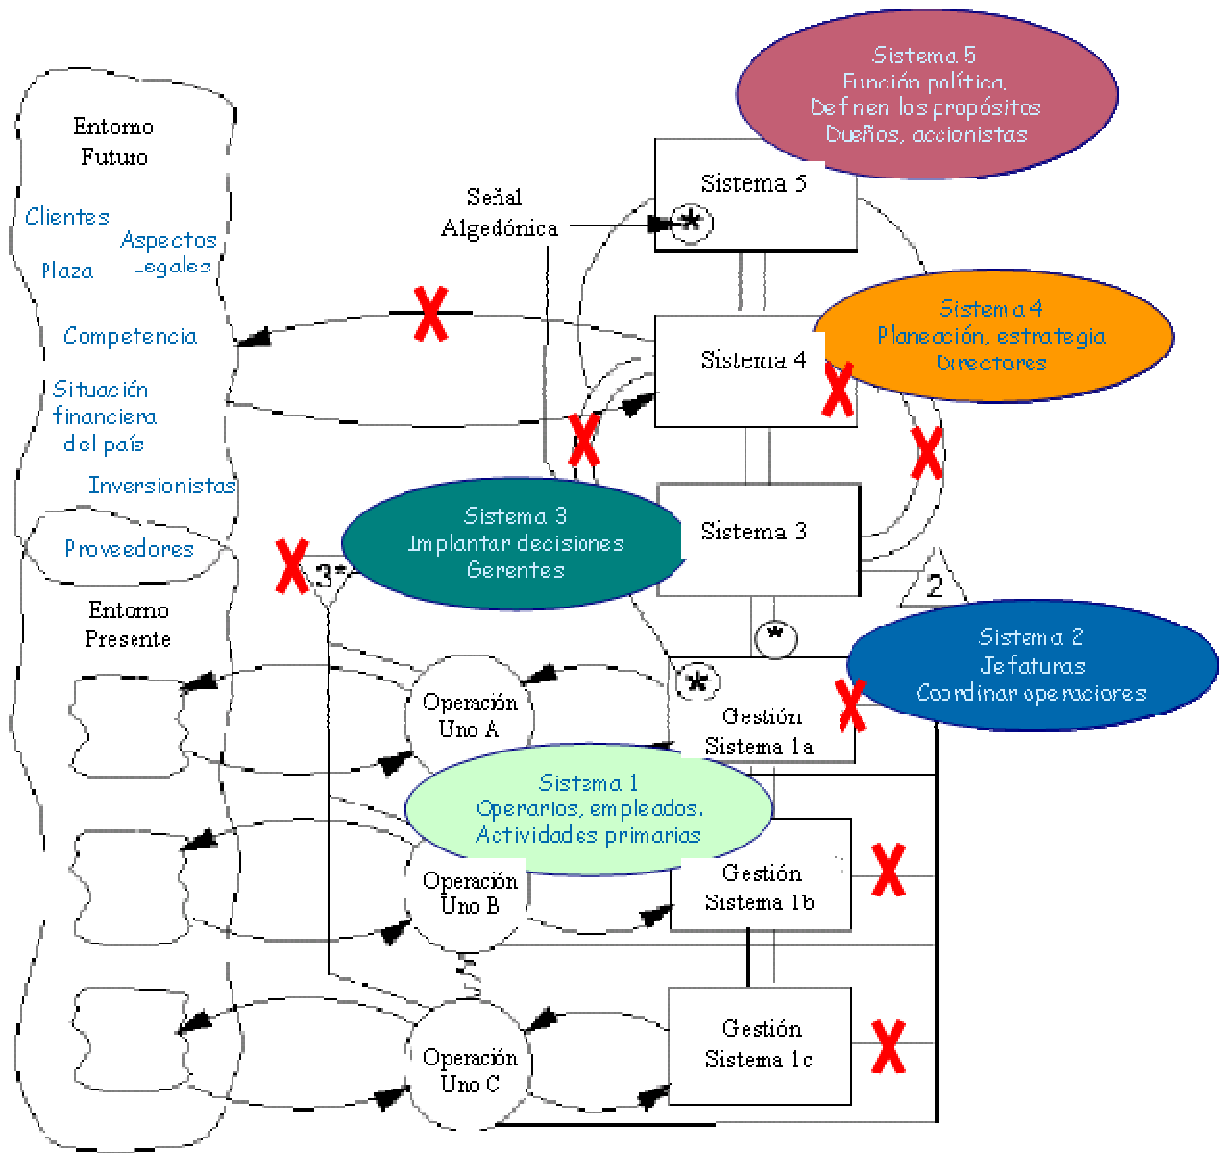 Sistema 5
Función política.
Definen los propósitos
Dueños, accionistas
Entorno
Futuro
Clientes
Aspectos
Legales
Plaza
Competencia
Situación
financiera
del país
Inversionistas
Proveedores
Entorno
Presente
Señal
Algedónica
Sistema 5
*
Sistema 4
Planeación, estrategia
Directores
Sistema 4
Sistema 3
Implantar decisiones
Gerentes
Sistema 3
3*
2
*
Sistema 2
Jefaturas
Coordinar operaciones
*
Operación
Uno A
Gestión
Sistema 1a
Sistema 1
Operarios, empleados.
Actividades primarias
Operación
Uno B
Gestión
Sistema 1b
Operación
Uno C
Gestión
Sistema 1c